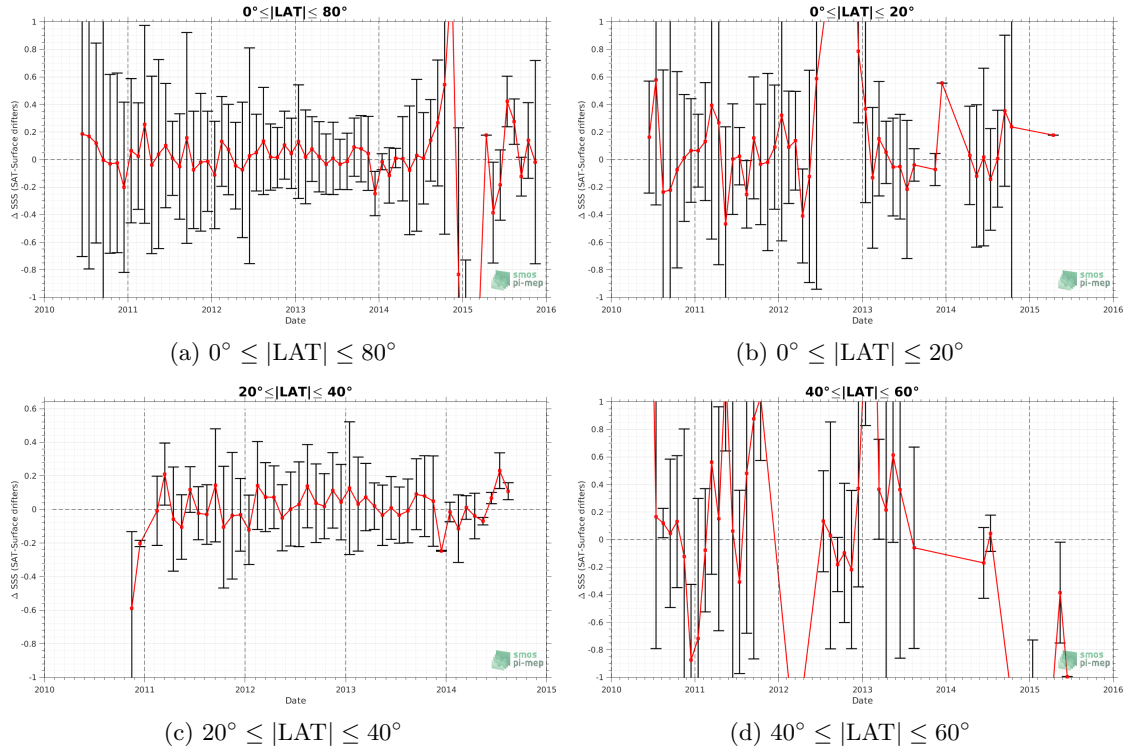 0°≤|LAT|≤ 80°
Δ SSS (SAT-Surface drifters)
1
0.8
0.6
0.4
0.2
0
-0.2
-0.4
-0.6
-0.8
-1
2010 2011 2012 2013 2014 2015 2016
Date
smos
pi-mep
(a) 0° ≤ |LAT| ≤ 80°
0°≤|LAT|≤ 20°
Δ SSS (SAT-Surface drifters)
1
0.8
0.6
0.4
0.2
0
-0.2
-0.4
-0.6
-0.8
-1
2010 2011 2012 2013 2014 2015 2016
Date
smos
pi-mep
(b) 0° ≤ |LAT| ≤ 20°
20°≤|LAT|≤ 40°
Δ SSS (SAT-Surface drifters)
0.6
0.4
0.2
0
-0.2
-0.4
-0.6
-0.8
-1
2010 2011 2012 2013 2014 2015
Date
smos
pi-mep
(c) 20° ≤ |LAT| ≤ 40°
40°≤|LAT|≤ 60°
Δ SSS (SAT-Surface drifters)
1
0.8
0.6
0.4
0.2
0
-0.2
-0.4
-0.6
-0.8
-1
2010 2011 2012 2013 2014 2015 2016
Date
smos
pi-mep
(d) 40° ≤ |LAT| ≤ 60°